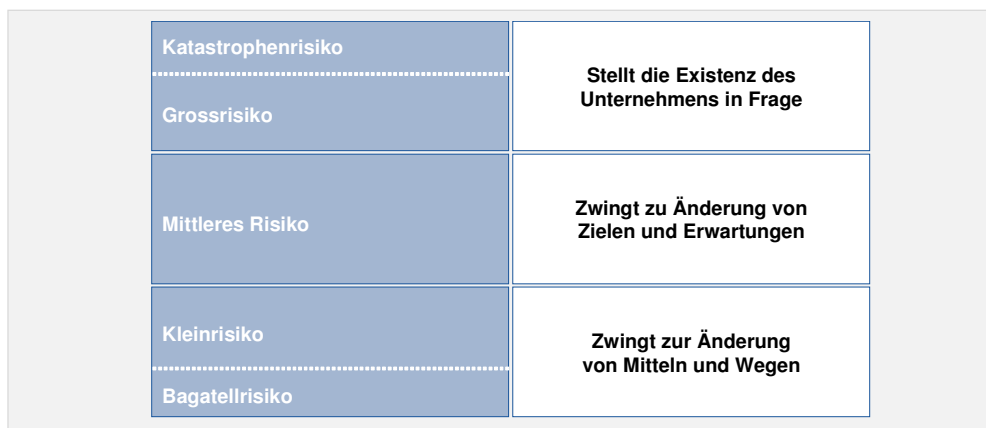 Katastrophenrisiko
Grossrisiko
Stellt die Existenz des
Unternehmens in Frage
Mittleres Risiko
Zwingt zu Änderung von
Zielen und Erwartungen
Kleinrisiko
Bagatellrisiko
Zwingt zur Änderung
von Mitteln und Wegen